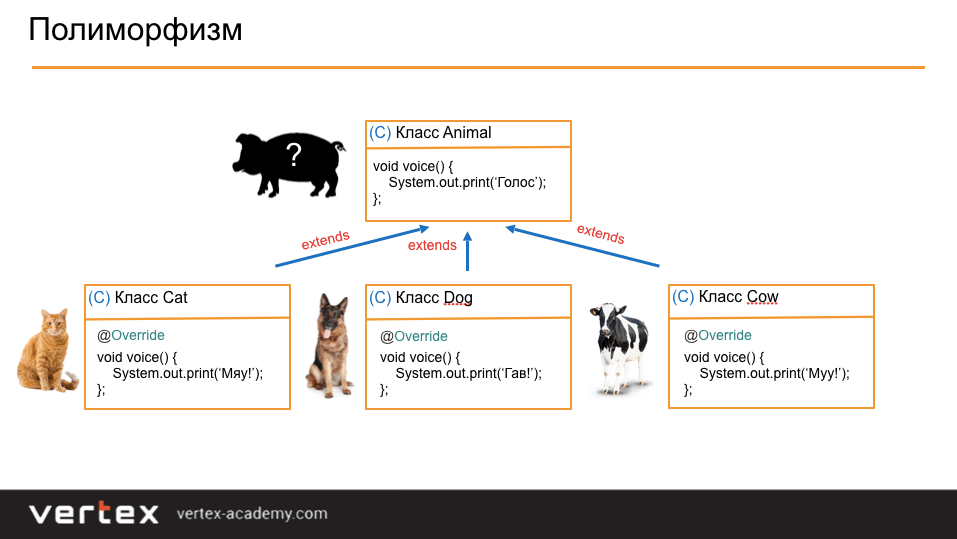 Полиморфизм
?
(C) Класс Animal
void voice() {
System.out.print(‘Голос’);
};
extends
extends
extends
(C) Класс Cat
@Override
void voice() {
System.out.print(‘Мяу!’);
};
(C) Класс Dog
@Override
void voice() {
System.out.print(‘Гав!’);
};
(C) Класс Cow
@Override
void voice() {
System.out.print(‘Муу!’);
};
vertex
vertex-academy.com